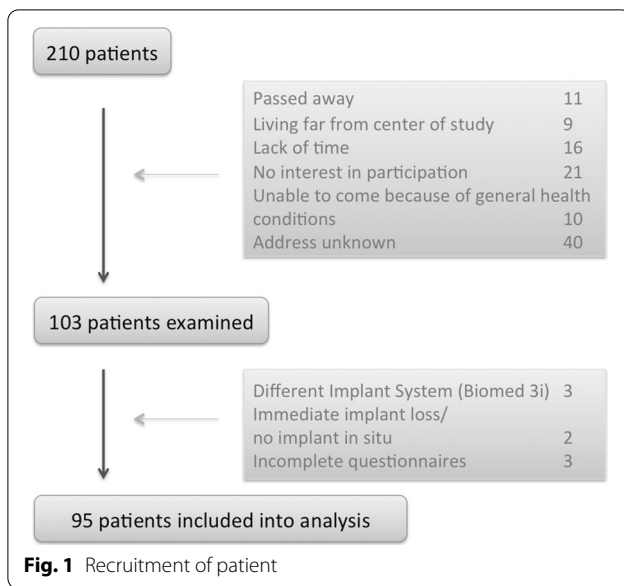 210 patients
Passed away 11
Living far from center of study 9
Lack of time 16
No interest in participation 21
Unable to come because of general health
conditions 10
Address unknown 40
103 patients examined
Different Implant System (Biomed 3i) 3
Immediate implant loss/
no implant in situ 2
Incomplete questionnaires 3
95 patients included into analysis
Fig. 1 Recruitment of patient